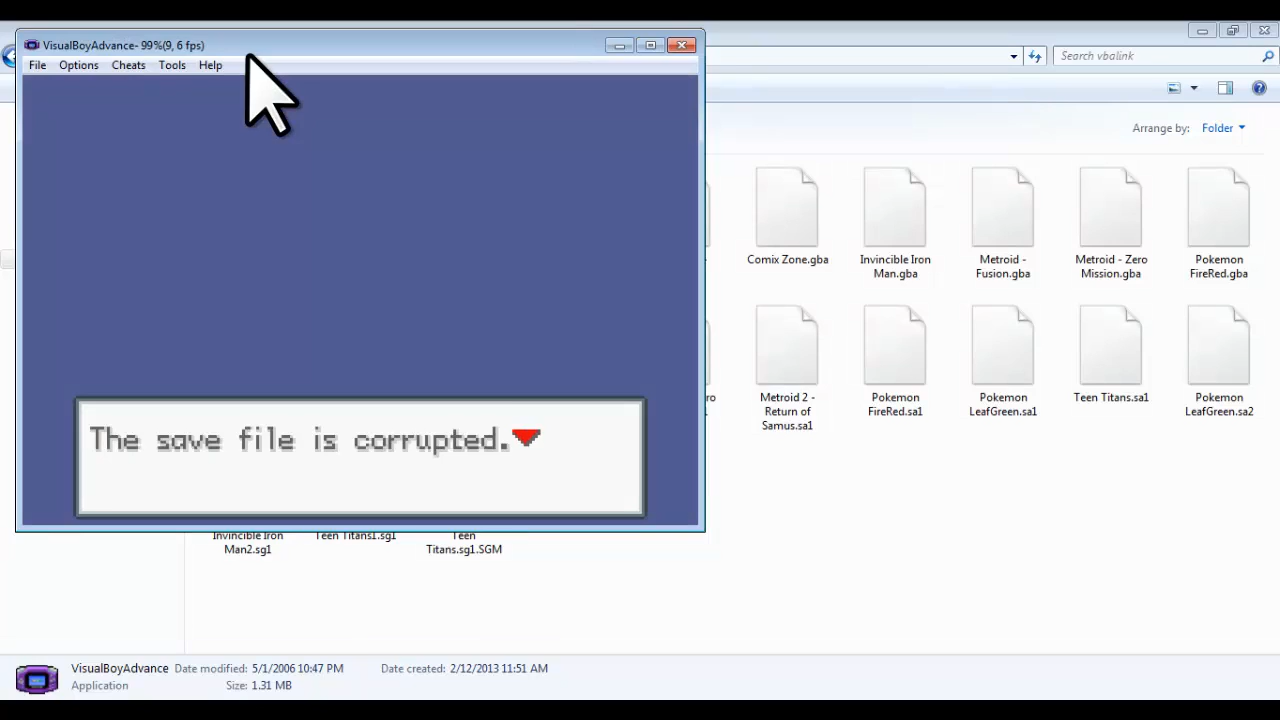 VisualBoyAdvance- 99%(9, 6 fps)
File Options Cheats Tools Help
Search vbalink
Arrange by: Folder
Comix Zone.gba
Invincible Iron
Man.gba
Metroid -
Fusion.gba
Metroid - Zero
Mission.gba
Pokemon
FireRed.gba
Metroid 2 -
Return of
Samus.sa1
Pokemon
FireRed.sa1
Pokemon
LeafGreen.sa1
Teen Titans.sa1
Pokemon
LeafGreen.sa2
The save file is corrupted.
Invincible Iron
Man2.sg1
Teen Titans1.sg1
Teen
Titans.sg1.SGM
VisualBoyAdvance Date modified: 5/1/2006 10:47 PM Date created: 2/12/2013 11:51 AM
Application Size: 1.31 MB